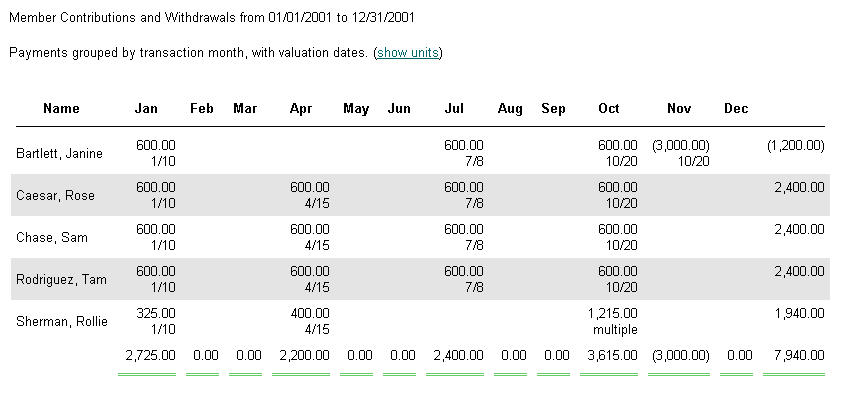 Member Contributions and Withdrawals from 01/01/2001 to 12/31/2001
Payments grouped by transaction month, with valuation dates. (show units)
Name Jan Feb Mar Apr May Jun Jul Aug Sep Oct Nov Dec
Bartlett, Janine 600.00 600.00 600.00 (3,000.00) (1,200.00)
1/10 7/8 10/20 10/20
Caesar, Rose 600.00 600.00 600.00 600.00 2,400.00
1/10 4/15 7/8 10/20
Chase, Sam 600.00 600.00 600.00 600.00 2,400.00
1/10 4/15 7/8 10/20
Rodriguez, Tam 600.00 600.00 600.00 600.00 2,400.00
1/10 4/15 7/8 10/20
Sherman, Rollie 325.00 400.00 1,215.00 1,940.00
1/10 4/15 multiple
2,725.00 0.00 0.00 2,200.00 0.00 0.00 2,400.00 0.00 0.00 3,615.00 (3,000.00) 0.00 7,940.00